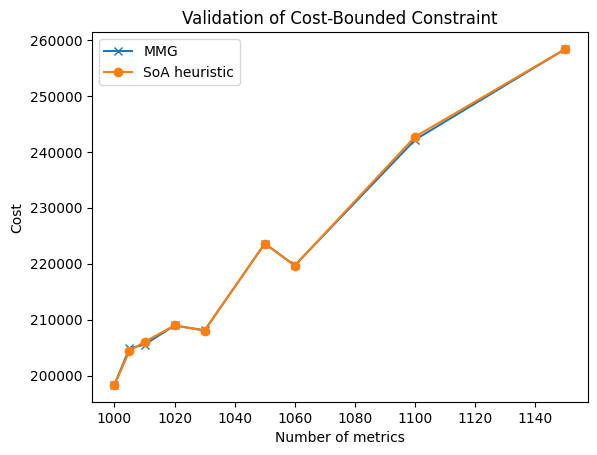 Validation of Cost-Bounded Constraint
MMG
SoA heuristic
260000
250000
240000
230000
220000
210000
200000
Cost
1000 1020 1040 1060 1080 1100 1120 1140
Number of metrics